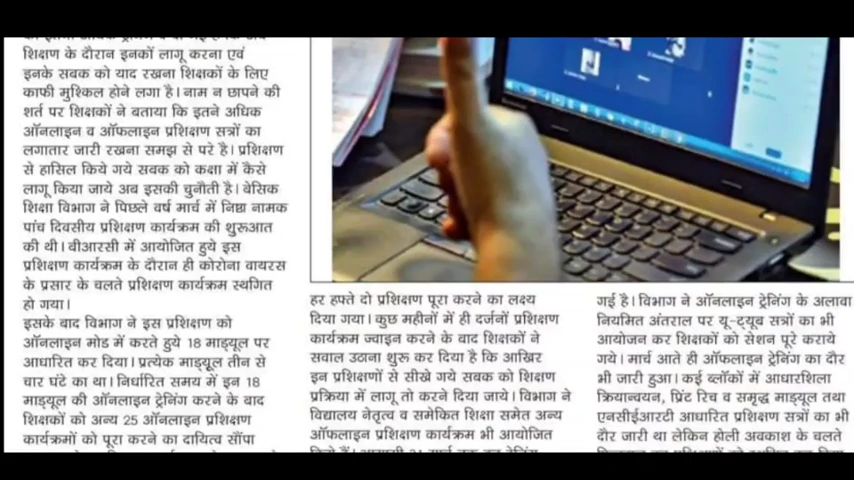 शिक्षण के दौरान इनकों लागू करना एवं
इनके सबक को याद रखना शिक्षकों के लिए
काफी मुश्किल होने लगा है। नाम न छापने की
शर्त पर शिक्षकों ने बताया कि इतने अधिक
ऑनलाइन व ऑफलाइन प्रशिक्षण सत्रों का
लगातार जारी रखना समझ से परे है। प्रशिक्षण
से हासिल किये गये सबक को कक्षा में कैसे
लागू किया जाये अब इसकी चुनौती है। बेसिक
शिक्षा विभाग ने पिछले वर्ष मार्च में निष्ठा नामक
पांच दिवसीय प्रशिक्षण कार्यक्रम की शुरूआत
की थी। बीआरसी में आयोजित हुये इस
प्रशिक्षण कार्यक्रम के दौरान ही कोरोना वायरस
के प्रसार के चलते प्रशिक्षण कार्यक्रम स्थगित
हो गया।
इसके बाद विभाग ने इस प्रशिक्षण को
ऑनलाइन मोड में करते हुये 18 माड्यूल पर
आधारित कर दिया। प्रत्येक माड्यूल तीन से
चार घंटे का था। निर्धारित समय में इन 18
माड्यूल की ऑनलाइन ट्रेनिंग करने के बाद
शिक्षकों को अन्य 25 ऑनलाइन प्रशिक्षण
कार्यक्रमों को पूरा करने का दायित्व सौंपा
हर हफ्ते दो प्रशिक्षण पूरा करने का लक्ष्य
दिया गया। कुछ महीनों में ही दर्जनों प्रशिक्षण
कार्यक्रम ज्वाइन करने के बाद शिक्षकों ने
सवाल उठाना शुरू कर दिया है कि आखिर
इन प्रशिक्षणों से सीखे गये सबक को शिक्षण
प्रक्रिया में लागू तो करने दिया जाये। विभाग ने
विद्यालय नेतृत्व व समेकित शिक्षा समेत अन्य
ऑफलाइन प्रशिक्षण कार्यक्रम भी आयोजित
गई है। विभाग ने ऑनलाइन ट्रेनिंग के अलावा
नियमित अंतराल पर यू-ट्यूब सत्रों का भी
आयोजन कर शिक्षकों को सेशन पूरे कराये
गये। मार्च आते ही ऑफलाइन ट्रेनिंग का दौर
भी जारी हुआ। कई ब्लॉकों में आधारशिला
क्रियान्वयन, प्रिंट रिच व समृद्ध माड्यूल तथा
एनसीईआरटी आधारित प्रशिक्षण सत्रों का भी
दौर जारी था लेकिन होली अवकाश के चलते